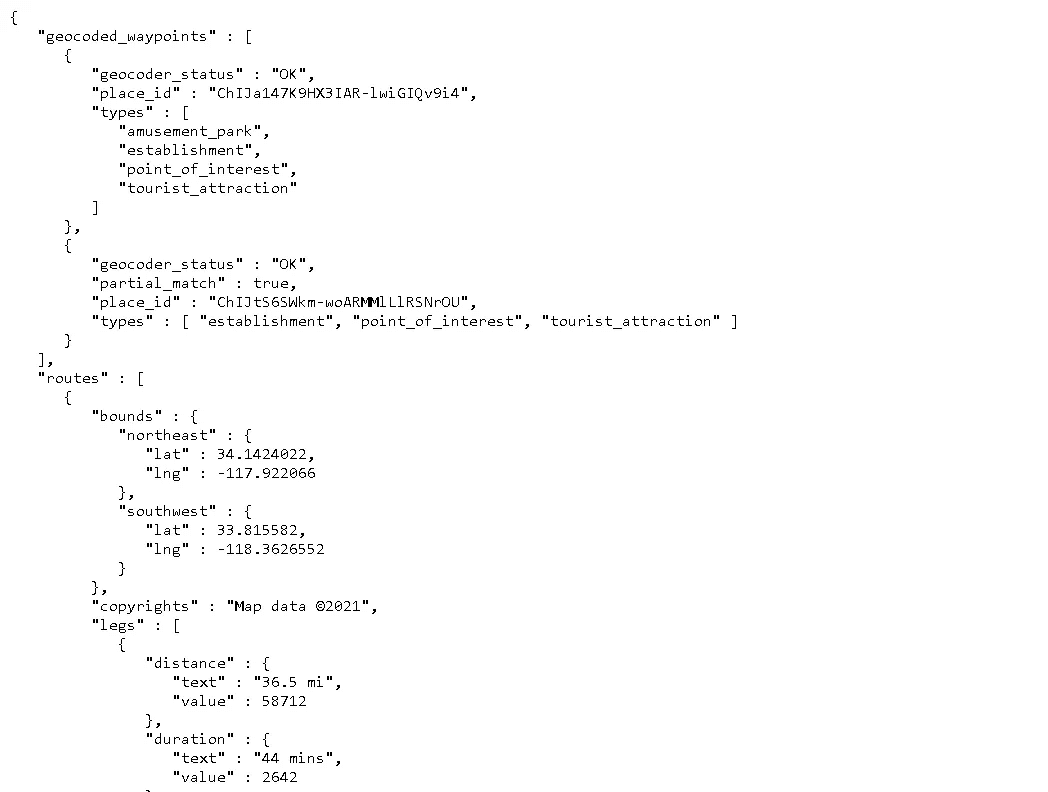 {
"geocoded_waypoints" : [
{
"geocoder_status" : "OK",
"place_id" : "ChIJa147K9HX3IAR-lwiGIQv9i4",
"types" : [
"amusement_park",
"establishment",
"point_of_interest",
"tourist_attraction"
]
},
{
"geocoder_status" : "OK",
"partial_match" : true,
"place_id" : "ChIJtS6SWkm-woARMMlLlRSNrOU",
"types" : [ "establishment", "point_of_interest", "tourist_attraction" ]
}
],
"routes" : [
{
"bounds" : {
"northeast" : {
"lat" : 34.1424022,
"lng" : -117.922066
},
"southwest" : {
"lat" : 33.815582,
"lng" : -118.3626552
}
},
"copyrights" : "Map data ©2021",
"legs" : [
{
"distance" : {
"text" : "36.5 mi",
"value" : 58712
},
"duration" : {
"text" : "44 mins",
"value" : 2642